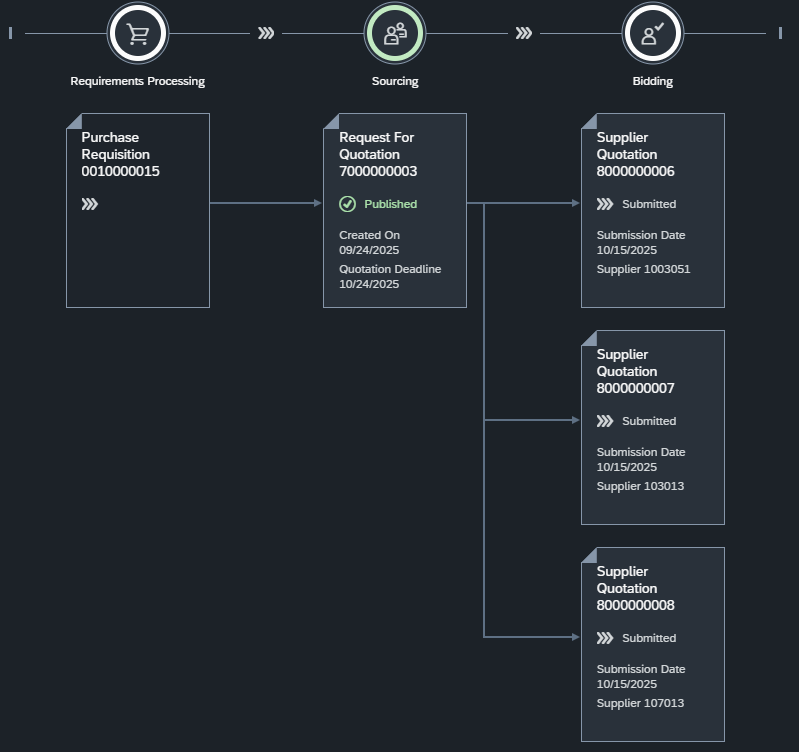 Requirements Processing
Sourcing
Bidding
Purchase
Requisition
0010000015
Request For
Quotation
7000000003
Published
Created On
09/24/2025
Quotation Deadline
10/24/2025
Supplier
Quotation
8000000006
Submitted
Submission Date
10/15/2025
Supplier 1003051
Supplier
Quotation
8000000007
Submitted
Submission Date
10/15/2025
Supplier 103013
Supplier
Quotation
8000000008
Submitted
Submission Date
10/15/2025
Supplier 107013